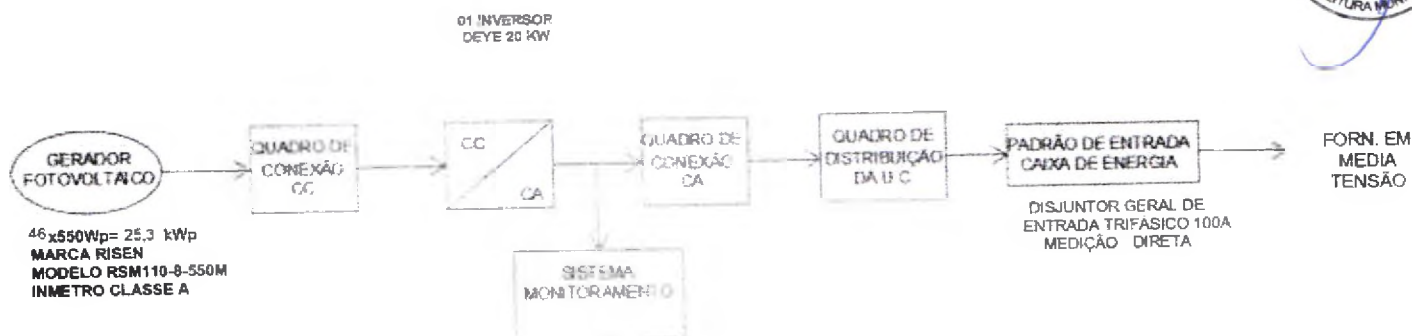 01 INVERSOR
DEYE 20 KW
GERADOR
FOTOVOLTAICO
46x550Wp= 25,3 kWp
MARCA RISEN
MODELO RSM110-8-550M
INMETRO CLASSE A
QUADRO DE
CONEXÃO
CC
CC
CA
SISTEMA
MONITORAMENTO
QUADRO DE
CONEXÃO
CA
QUADRO DE
DISTRIBUIÇÃO
DA U C
PADRÃO DE ENTRADA
CAIXA DE ENERGIA
DISJUNTOR GERAL DE
ENTRADA TRIFASICO 100A
MEDIÇÃO DIRETA
FORN. EM
MEDIA
TENSÃO